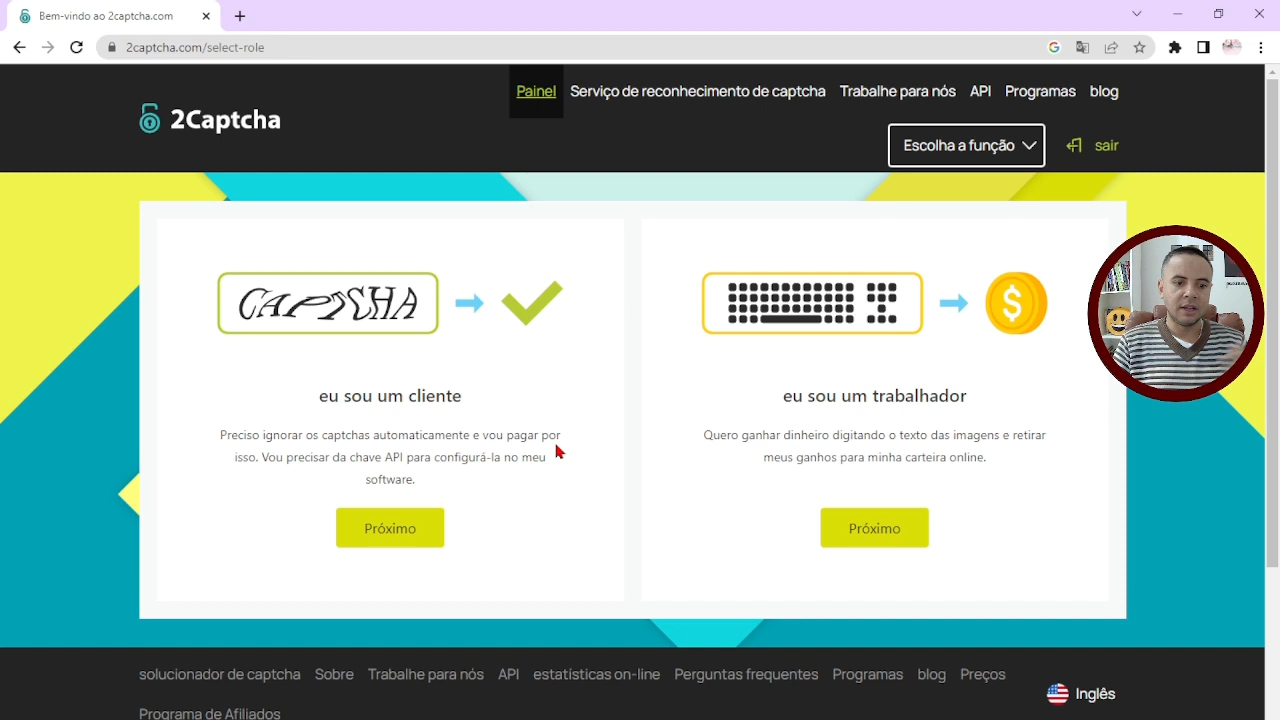 Bem-vindo ao 2captcha.com
2captcha.com/select-role
2Captcha
Painel Serviço de reconhecimento de captcha Trabalhe para nós API Programas blog
Escolha a função sair
CAPTCHA
$
eu sou um cliente
Preciso ignorar os captchas automaticamente e vou pagar por
isso. Vou precisar da chave API para configurá-la no meu
software.
Próximo
eu sou um trabalhador
Quero ganhar dinheiro digitando o texto das imagens e retirar
meus ganhos para minha carteira online.
Próximo
solucionador de captcha Sobre Trabalhe para nós API estatísticas on-line Perguntas frequentes Programas blog Preços
Programa de Afiliados
Inglês